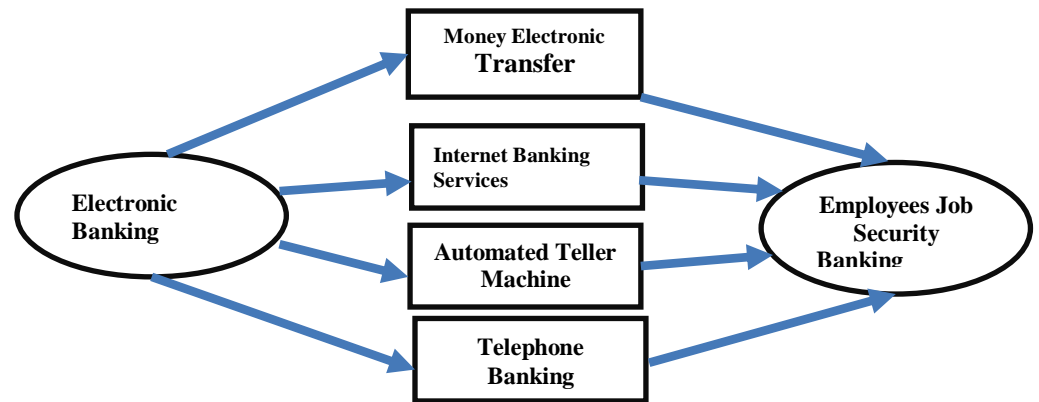 Money Electronic
Transfer
Internet Banking
Services
Electronic
Banking
Employees Job
Security
Banking
Automated Teller
Machine
Telephone
Banking